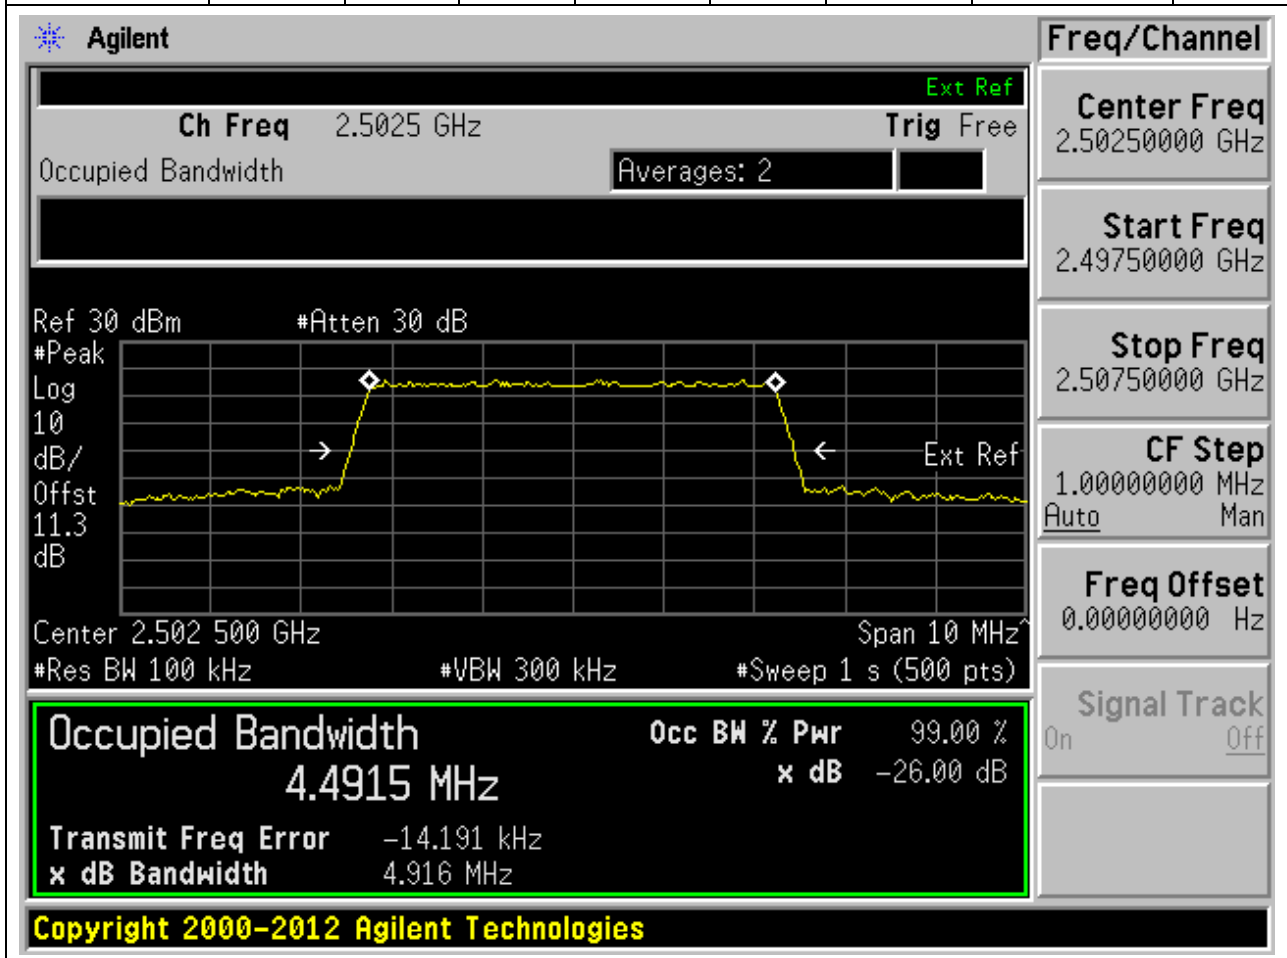 Agilent
Freq/Channel
Ext Ref
Ch Freq 2.5025 GHz Trig Free
Occupied Bandwidth Averages: 2
Center Freq
2.50250000 GHz
Start Freq
2.49750000 GHz
Ref 30 dBm #Atten 30 dB
#Peak
Log
10
dB/
Offst
11.3
dB
Ext Ref
Stop Freq
2.50750000 GHz
CF Step
1.00000000 MHz
Auto Man
Center 2.502 500 GHz Span 10 MHz^
#Res BW 100 kHz #VBW 300 kHz #Sweep 1 s (500 pts)
Freq Offset
0.00000000 Hz
Signal Track
On Off
Occupied Bandwidth Occ BW % Pwr 99.00 %
4.4915 MHz x dB -26.00 dB
Transmit Freq Error -14.191 kHz
x dB Bandwidth 4.916 MHz
Copyright 2000-2012 Agilent Technologies